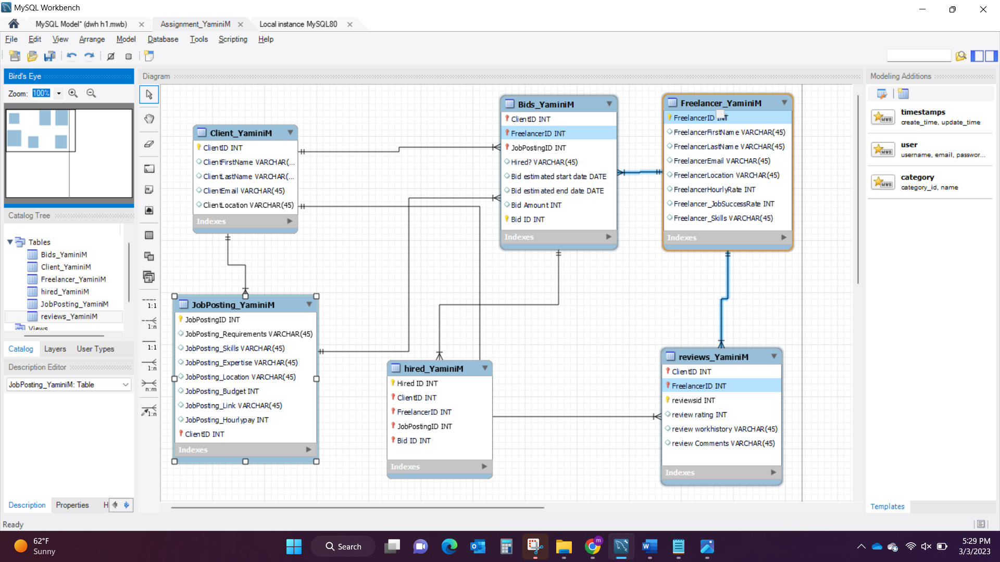 MySQL Workbench
MySQL Model* (dwh h1.mwb)
Assignment_YaminiM
Local instance MySQL80
File Edit View Arrange Model Database Tools Scripting Help
Bird's Eye
Zoom: 100%
Catalog Tree
Tables
Bids_YaminiM
Client_YaminiM
Freelancer_YaminiM
hired_YaminiM
JobPosting_YaminiM
reviews_YaminiM
Views
Catalog Layers User Types
Description Editor
JobPosting_YaminiM: Table
Description Properties H
Ready
Diagram
1:1
1:n
1:1
1:n
n:m
1:n
Client_YaminiM
ClientID INT
ClientFirstName VARCHAR(...
ClientLastName VARCHAR(...
ClientEmail VARCHAR(45)
ClientLocation VARCHAR(45)
Indexes
JobPosting_YaminiM
JobPostingID INT
JobPosting_Requirements VARCHAR(45)
JobPosting_Skills VARCHAR(45)
JobPosting_Expertise VARCHAR(45)
JobPosting_Location VARCHAR(45)
JobPosting_Budget INT
JobPosting_Link VARCHAR(45)
JobPosting_Hourlypay INT
ClientID INT
Indexes
Bids_YaminiM
ClientID INT
FreelancerID INT
JobPostingID INT
Hired? VARCHAR(45)
Bid estimated start date DATE
Bid estimated end date DATE
Bid Amount INT
Bid ID INT
Indexes
hired_YaminiM
Hired ID INT
ClientID INT
FreelancerID INT
JobPostingID INT
Bid ID INT
Indexes
Freelancer_YaminiM
FreelancerID INT
FreelancerFirstName VARCHAR(45)
FreelancerLastName VARCHAR(45)
FreelancerEmail VARCHAR(45)
FreelancerLocation VARCHAR(45)
FreelancerHourlyRate INT
Freelancer_JobSuccessRate INT
Freelancer_Skills VARCHAR(45)
Indexes
reviews_YaminiM
ClientID INT
FreelancerID INT
reviewsid INT
review rating INT
review workhistory VARCHAR(45)
review Comments VARCHAR(45)
Indexes
Modeling Additions
MWB
timestamps
create_time, update_time
MWB
user
username, email, passwor...
MWB
category
category_id, name
Templates
62°F
Sunny
Search
m
W
5:29 PM
3/3/2023